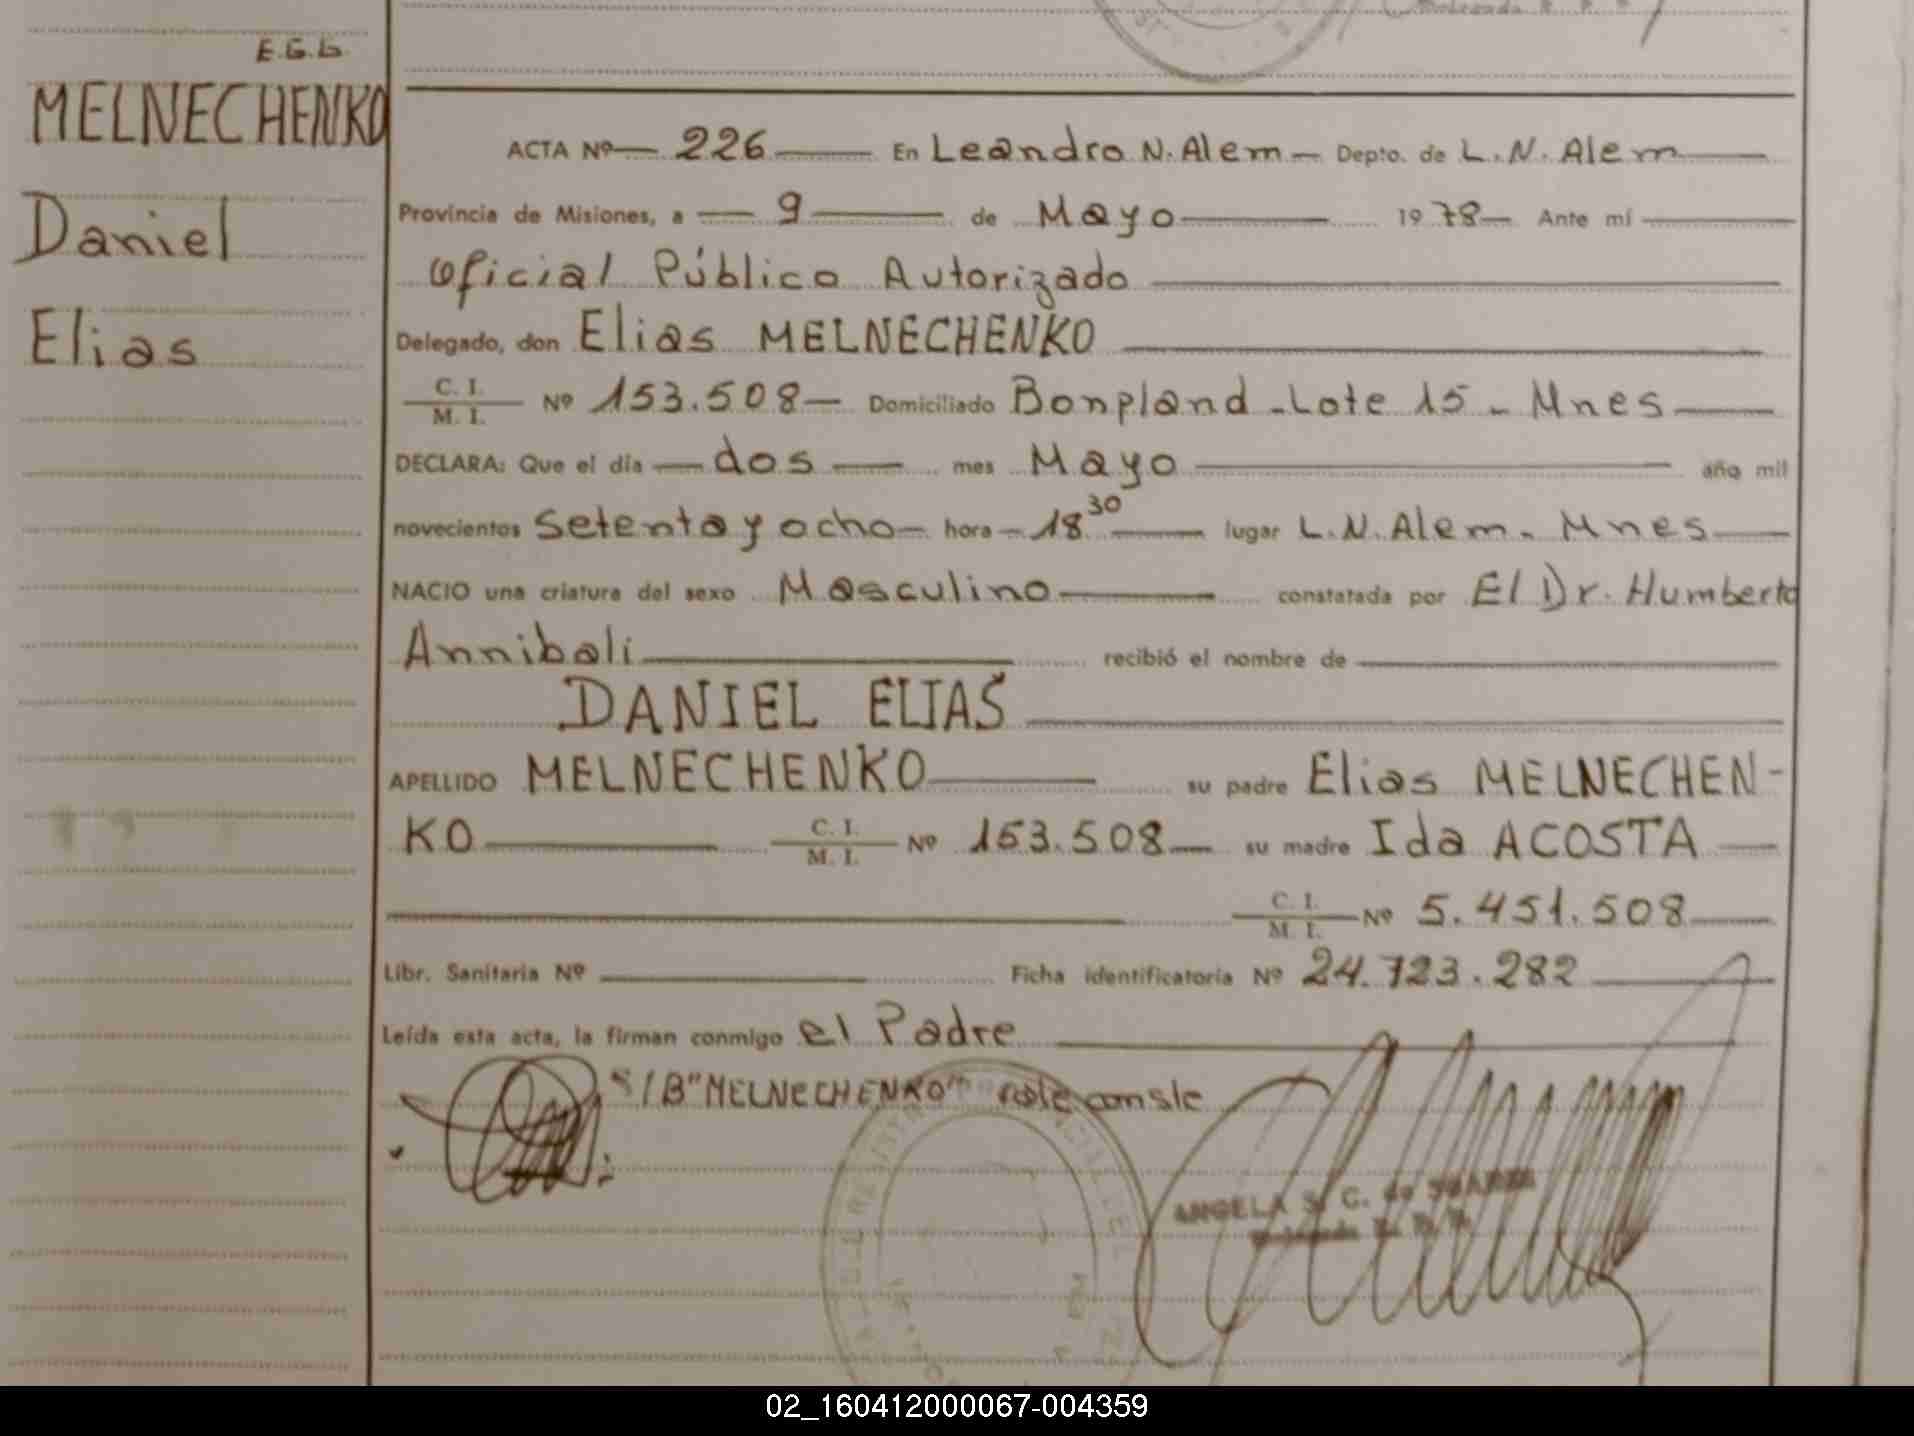 E.G.B
MELNECHENKO
Daniel
Elias
ACTA Nº 226 En Leandro N. Alem Depto. de L.N. Alem
Provincia de Misiones, a 9 de Mayo 1978 Ante mí
Oficial Público Autorizado
Delegado, don Elias MELNECHENKO
C. I. / M. I. Nº 153.508 Domiciliado Bonpland - Lote 15 - Mnes
DECLARA: Que el día dos mes Mayo año mil
novecientos Setenta y ocho hora 18 30 lugar L.N. Alem - Mnes
NACIO una criatura del sexo Masculino constatada por El Dr. Humberto
Annibali recibió el nombre de
DANIEL ELIAS
APELLIDO MELNECHENKO su padre Elias MELNECHEN-
KO C. I. / M. I. Nº 153.508 su madre Ida ACOSTA
C. I. / M. I. Nº 5.451.508
Libr. Sanitaria Nº Ficha identificatoria Nº 24.723.282
Leída esta acta, la firman conmigo el Padre
S/B "MELNECHENKO" vale conste
ANGELA S. C. de SUAREZ
02_160412000067-004359